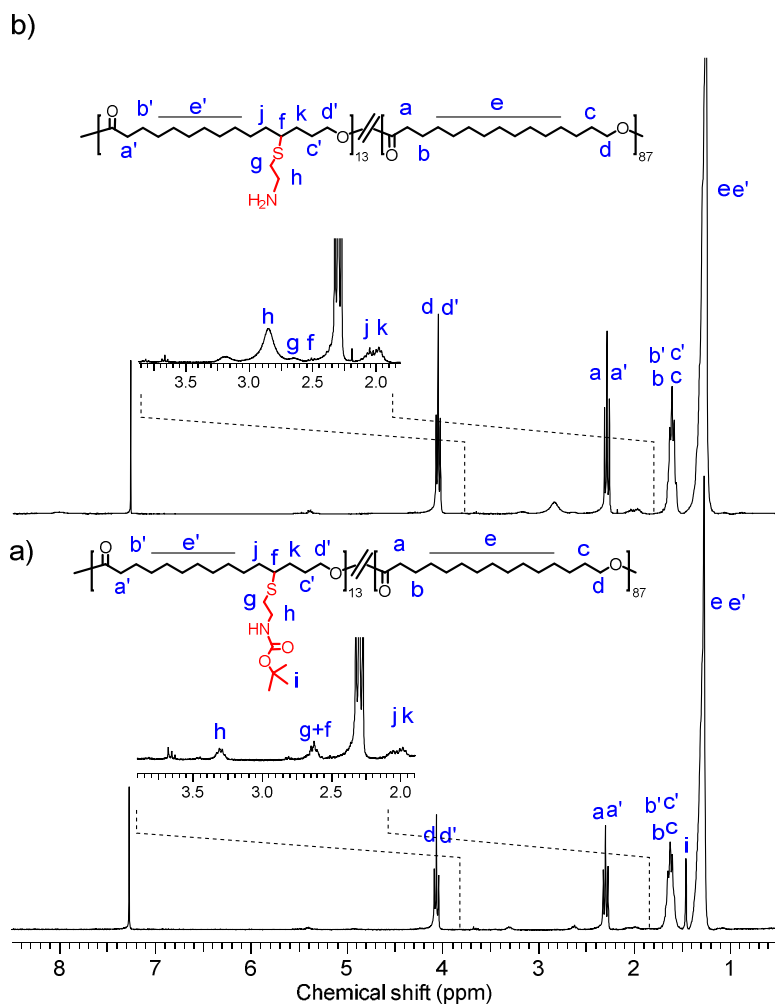 b)
b' e' j f k d' a e c
O O O O
a' g S c' 13 b d 87
h
H₂N
e e'
h g f j k
3.5 3.0 2.5 2.0
d d'
a a'
b' c'
b c
a)
b' e' j f k d' a e c
O O O O
a' g S c' 13 b d 87
h
HN
O
O
i
e e'
h g+f j k
3.5 3.0 2.5 2.0
d d'
a a'
b' c'
b c i
8 7 6 5 4 3 2 1
Chemical shift (ppm)